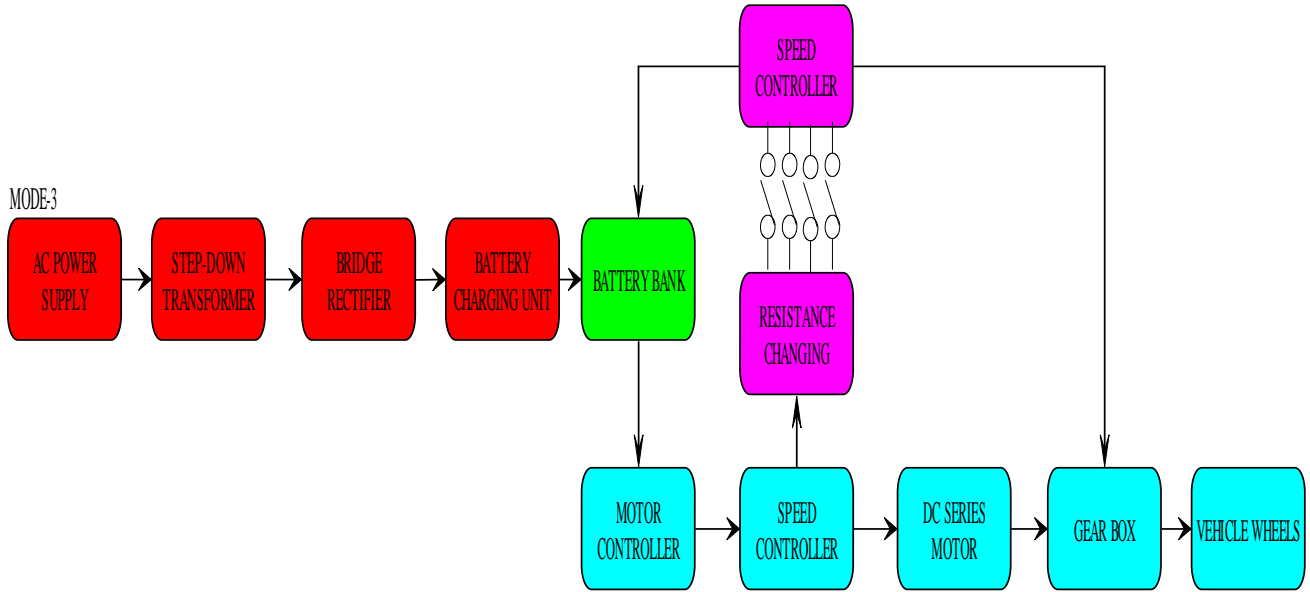 SPEED
CONTROLLER
MODE-3
AC POWER
SUPPLY
STEP-DOWN
TRANSFORMER
BRIDGE
RECTIFIER
BATTERY
CHARGING UNIT
BATTERY BANK
RESISTANCE
CHANGING
MOTOR
CONTROLLER
SPEED
CONTROLLER
DC SERIES
MOTOR
GEAR BOX
VEHICLE WHEELS